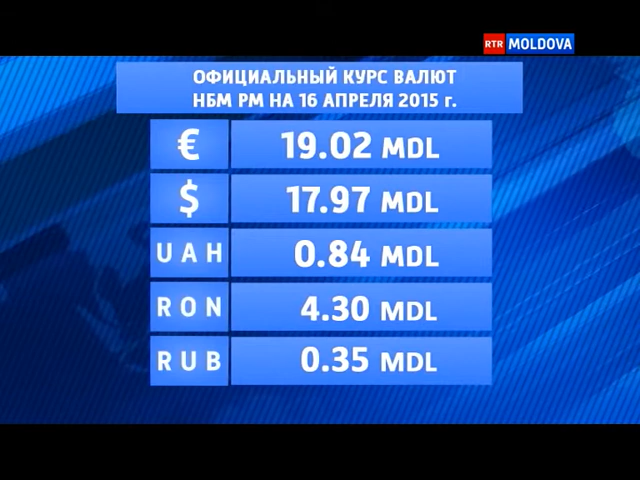 RTR MOLDOVA
ОФИЦИАЛЬНЫЙ КУРС ВАЛЮТ
НБМ РМ НА 16 АПРЕЛЯ 2015 г.
€ 19.02 MDL
$ 17.97 MDL
UAH 0.84 MDL
RON 4.30 MDL
RUB 0.35 MDL